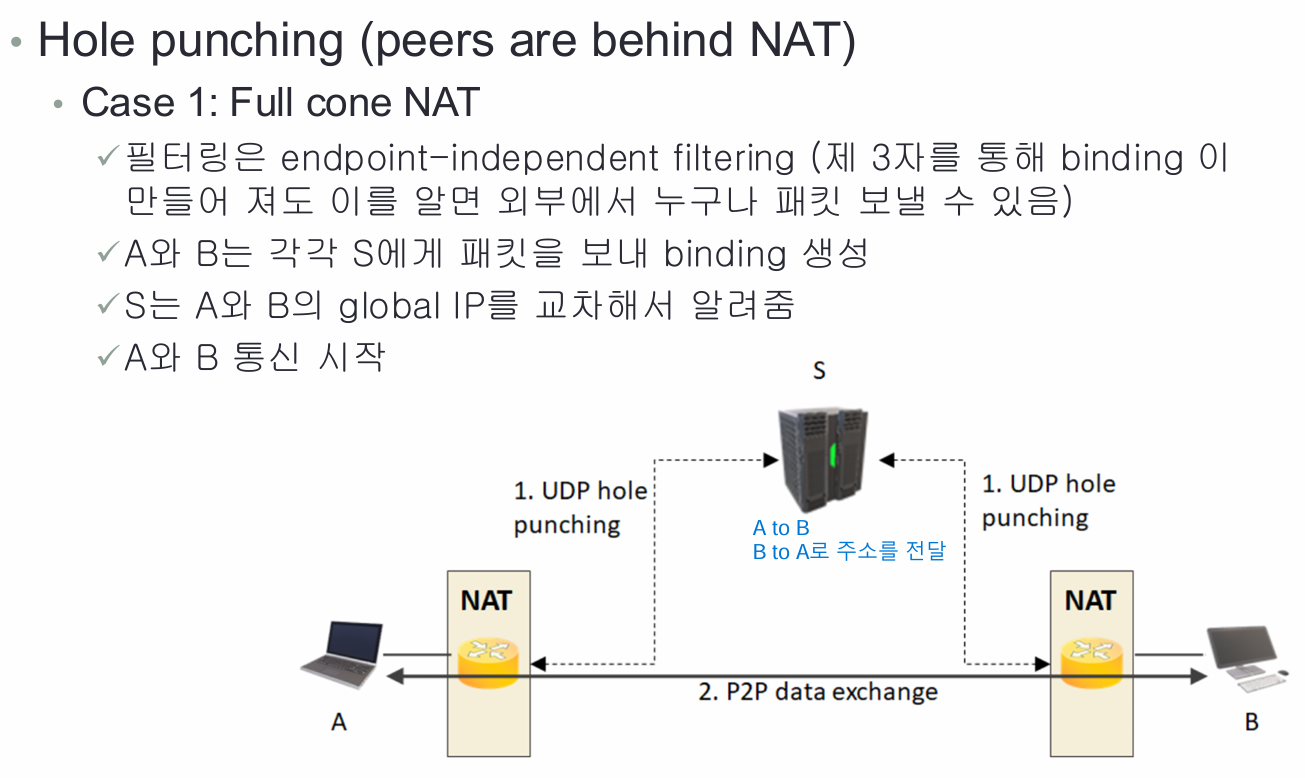 • Hole punching (peers are behind NAT)
• Case 1: Full cone NAT
✓필터링은 endpoint-independent filtering (제 3자를 통해 binding 이
만들어 져도 이를 알면 외부에서 누구나 패킷 보낼 수 있음)
✓A와 B는 각각 S에게 패킷을 보내 binding 생성
✓S는 A와 B의 global IP를 교차해서 알려줌
✓A와 B 통신 시작
S
1. UDP hole
punching
1. UDP hole
punching
A to B
B to A로 주소를 전달
NAT
NAT
2. P2P data exchange
A
B